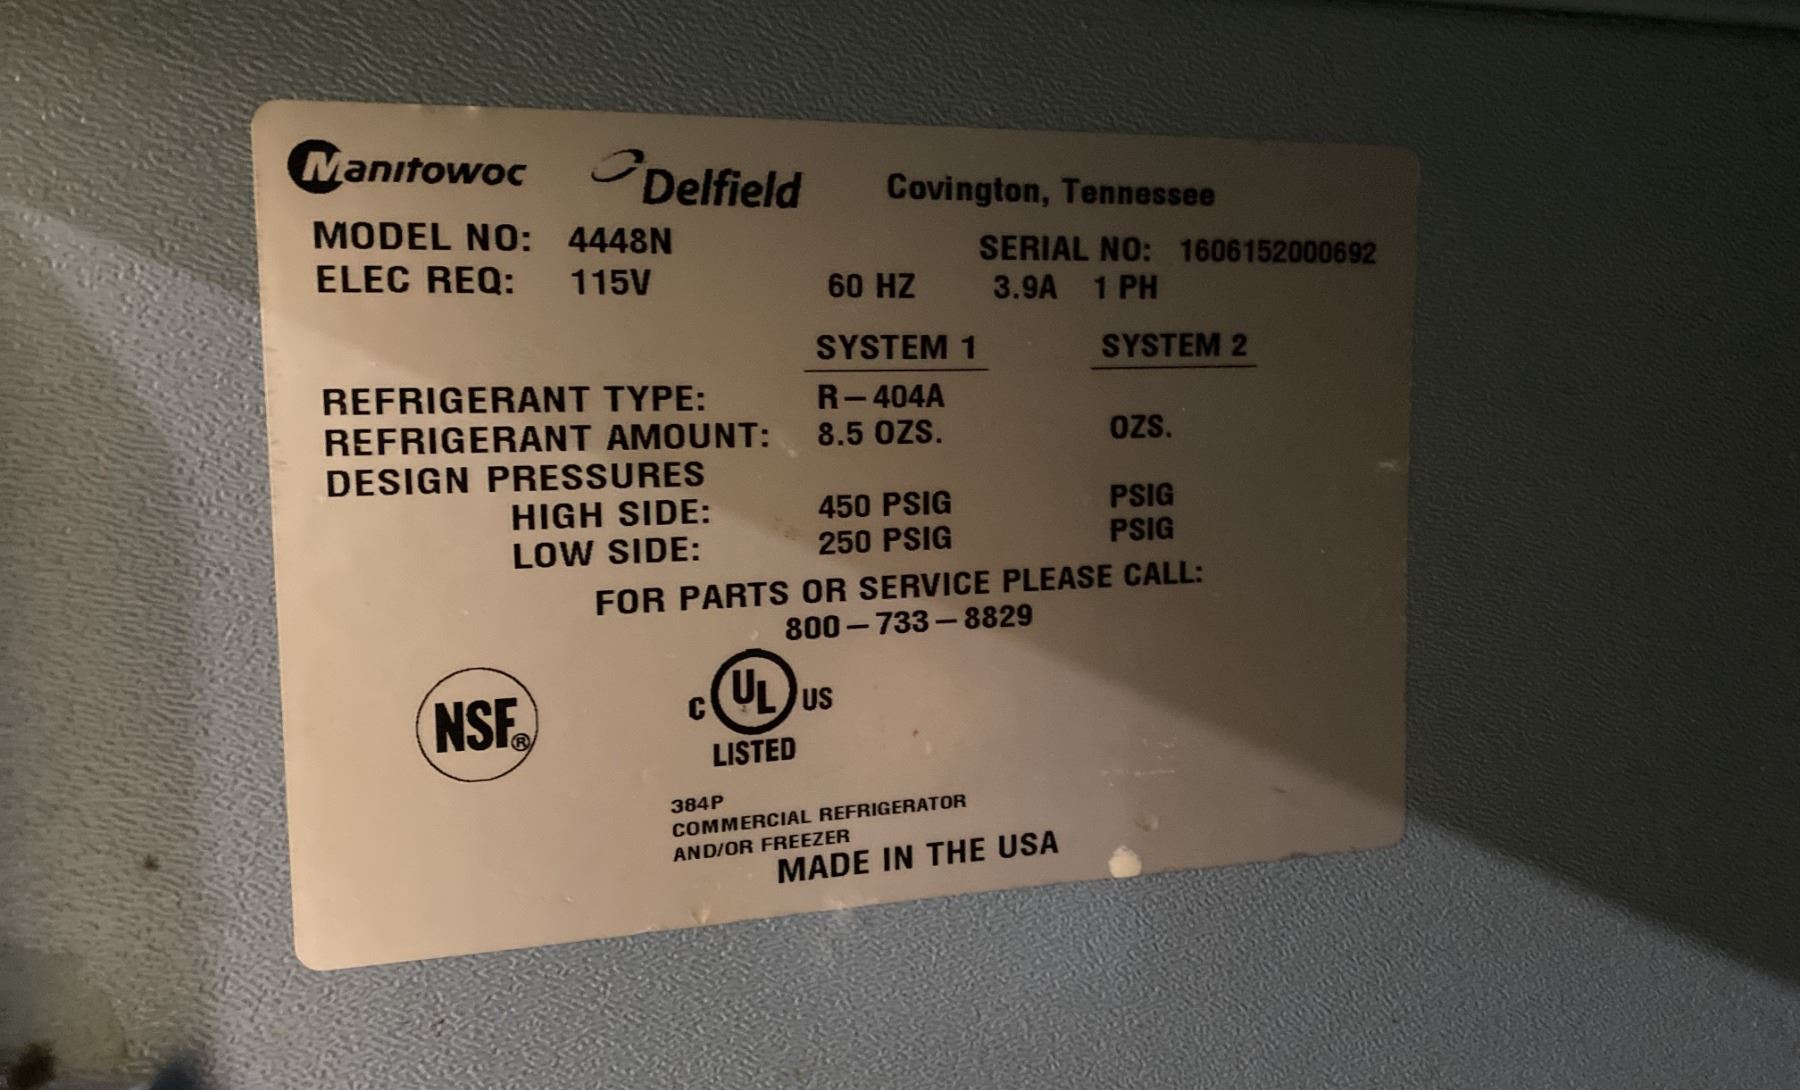 Manitowoc Delfield Covington, Tennessee
MODEL NO: 4448N SERIAL NO: 1606152000692
ELEC REQ: 115V 60 HZ 3.9A 1 PH
SYSTEM 1 SYSTEM 2
REFRIGERANT TYPE: R-404A
REFRIGERANT AMOUNT: 8.5 OZS. OZS.
DESIGN PRESSURES
HIGH SIDE: 450 PSIG PSIG
LOW SIDE: 250 PSIG PSIG
FOR PARTS OR SERVICE PLEASE CALL:
800-733-8829
NSF®
C UL US
LISTED
384P
COMMERCIAL REFRIGERATOR
AND/OR FREEZER
MADE IN THE USA